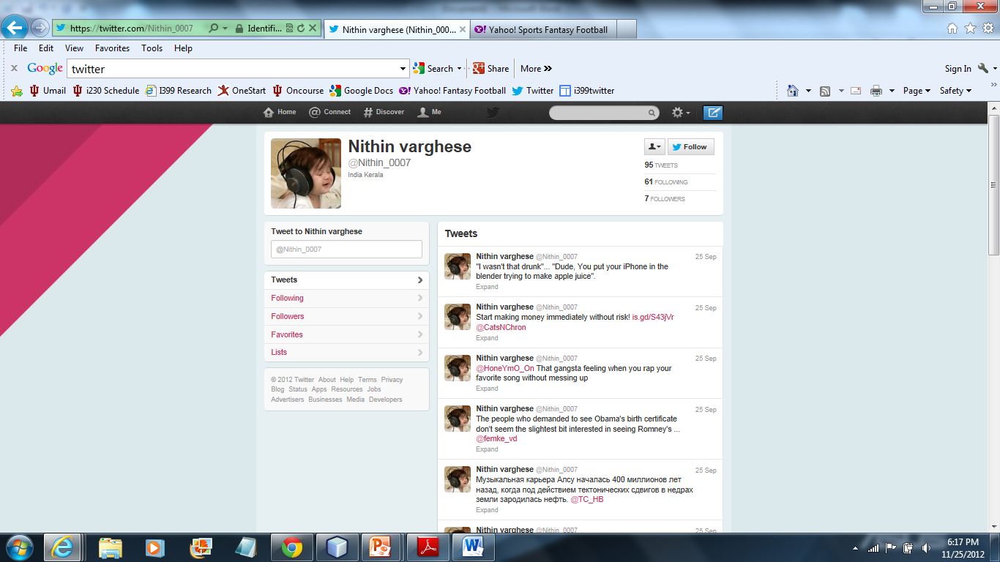 https://twitter.com/Nithin_0007
Identifi...
Nithin varghese (Nithin_000...
Yahoo! Sports Fantasy Football
File Edit View Favorites Tools Help
Google twitter Search Share More Sign In
Umail i230 Schedule I399 Research OneStart Oncourse Google Docs Yahoo! Fantasy Football Twitter i399twitter Page Safety
Home Connect Discover Me
Nithin varghese
@Nithin_0007
India Kerala
Follow
95 TWEETS
61 FOLLOWING
7 FOLLOWERS
Tweet to Nithin varghese
@Nithin_0007
Tweets
Following
Followers
Favorites
Lists
© 2012 Twitter About Help Terms Privacy
Blog Status Apps Resources Jobs
Advertisers Businesses Media Developers
Tweets
Nithin varghese @Nithin_0007 25 Sep
"I wasn't that drunk"... "Dude, You put your iPhone in the
blender trying to make apple juice".
Expand
Nithin varghese @Nithin_0007 25 Sep
Start making money immediately without risk! is.gd/S43jVr
@CatsNChron
Expand
Nithin varghese @Nithin_0007 25 Sep
@HoneYmO_On That gangsta feeling when you rap your
favorite song without messing up
Expand
Nithin varghese @Nithin_0007 25 Sep
The people who demanded to see Obama's birth certificate
don't seem the slightest bit interested in seeing Romney's ...
@femke_vd
Expand
Nithin varghese @Nithin_0007 25 Sep
Музыкальная карьера Алсу началась 400 миллионов лет
назад, когда под действием тектонических сдвигов в недрах
земли зародилась нефть. @TC_HB
Expand
Nithin varghese @Nithin_0007 25 Sep
6:17 PM
11/25/2012